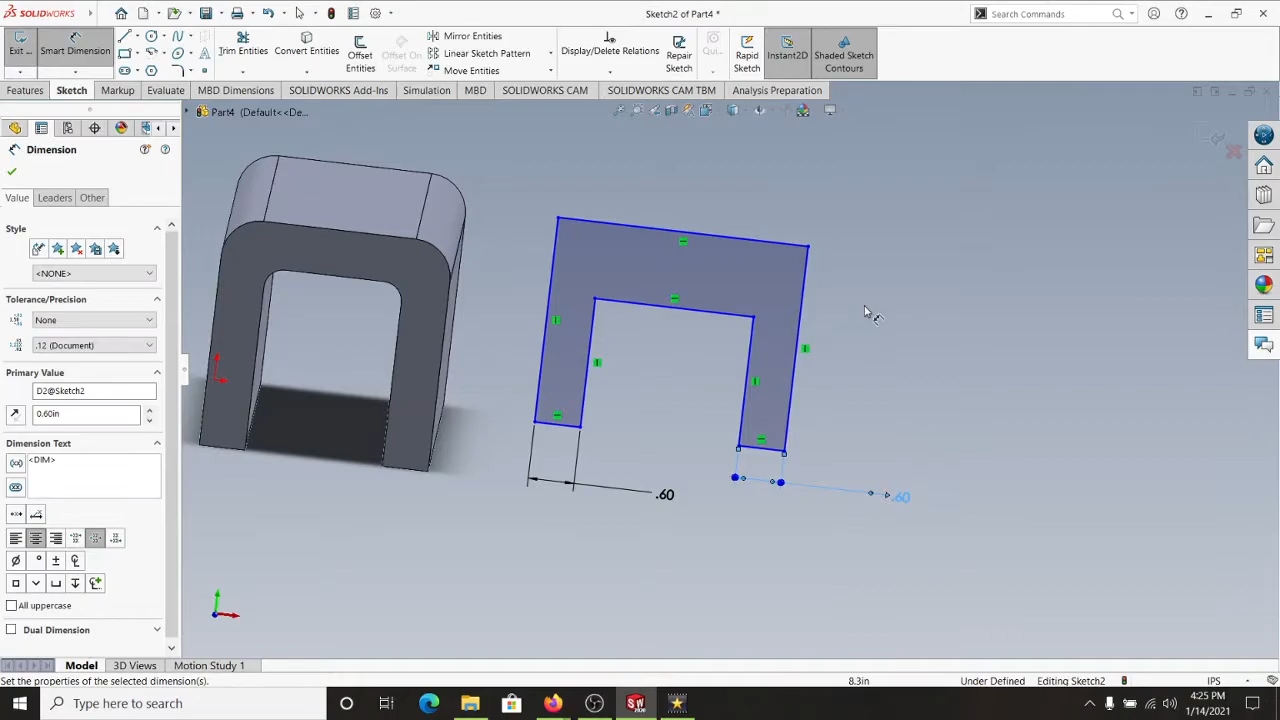 SOLIDWORKS
Sketch2 of Part4 *
Search Commands
Exit ...
Smart Dimension
Trim Entities
Convert Entities
Offset Entities
Offset On Surface
Mirror Entities
Linear Sketch Pattern
Move Entities
Display/Delete Relations
Repair Sketch
Qui...
Rapid Sketch
Instant2D
Shaded Sketch Contours
Features
Sketch
Markup
Evaluate
MBD Dimensions
SOLIDWORKS Add-Ins
Simulation
MBD
SOLIDWORKS CAM
SOLIDWORKS CAM TBM
Analysis Preparation
Part4 (Default<<De...
Dimension
Value
Leaders
Other
Style
<NONE>
Tolerance/Precision
None
.12 (Document)
Primary Value
D2@Sketch2
0.60in
Dimension Text
<DIM>
All uppercase
Dual Dimension
.60
.60
Model
3D Views
Motion Study 1
Set the properties of the selected dimension(s).
8.3in
Under Defined
Editing Sketch2
IPS
Type here to search
4:25 PM
1/14/2021